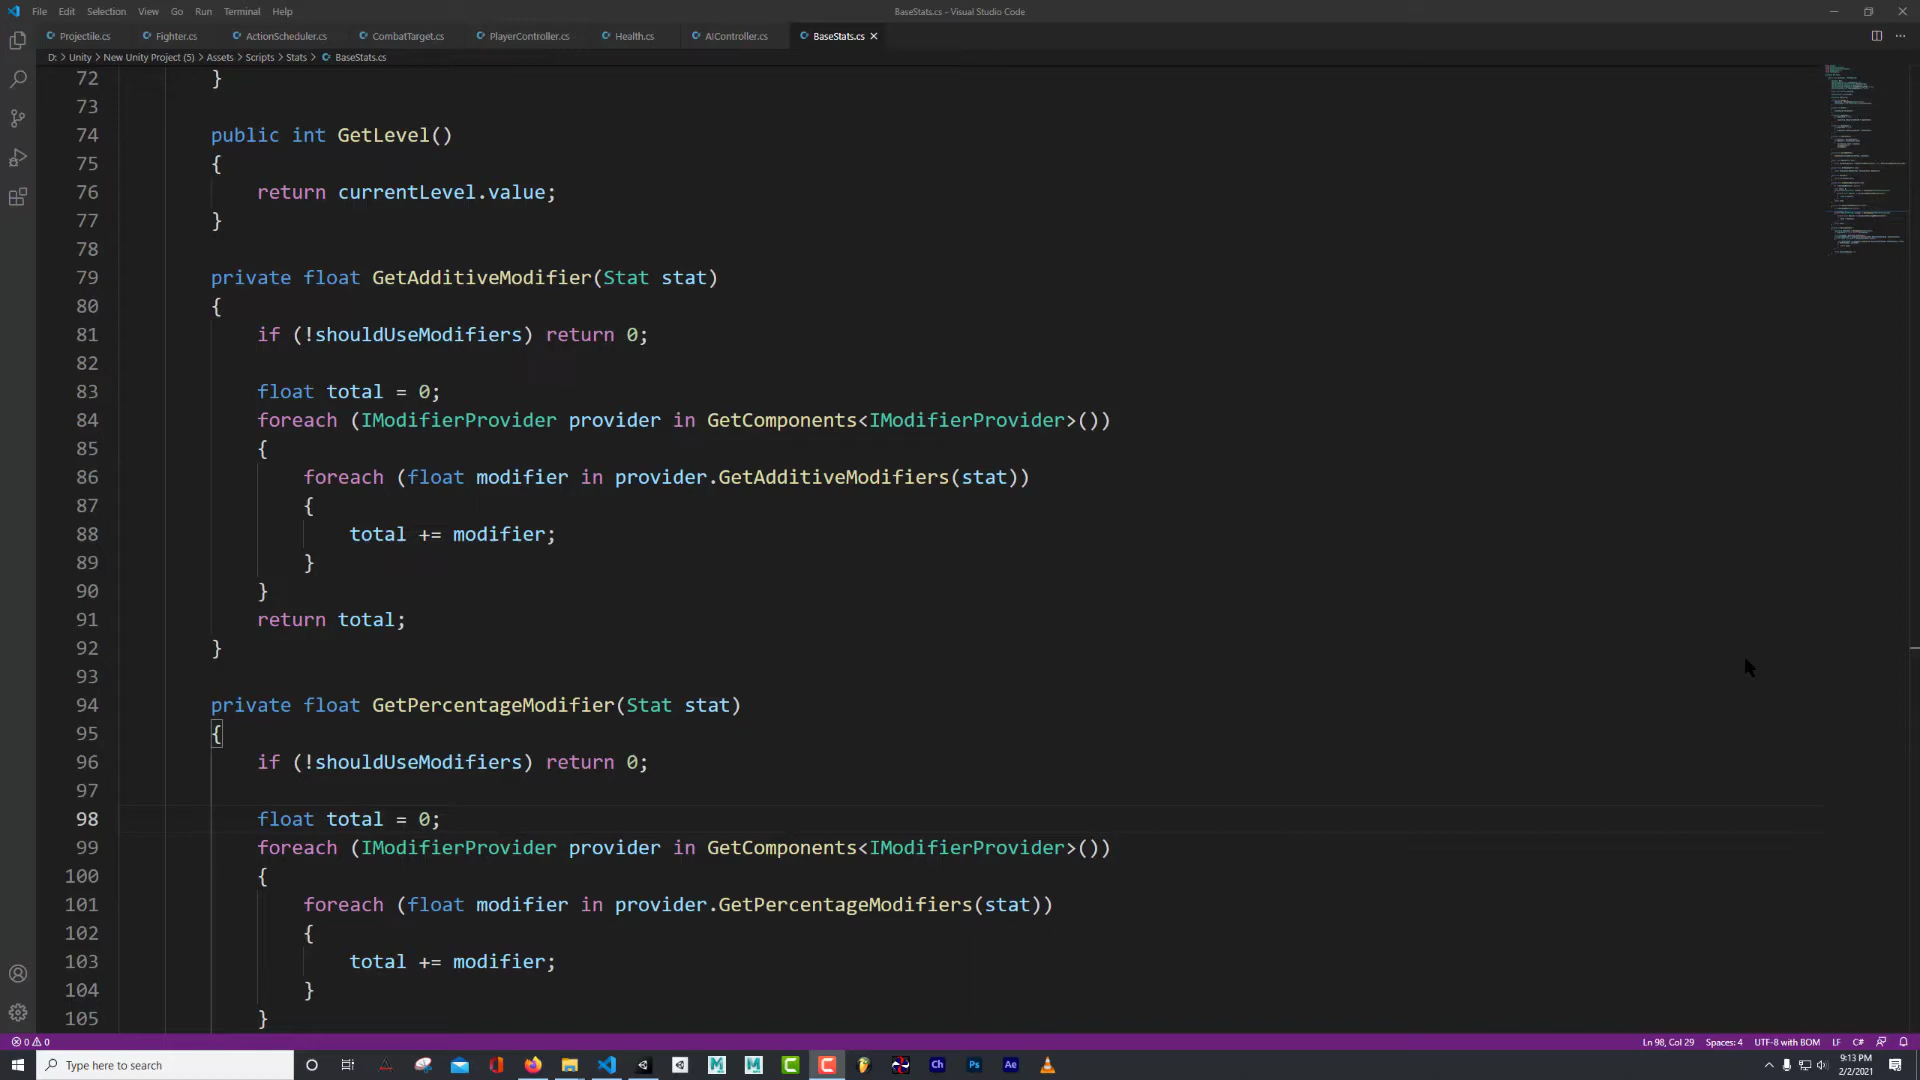 File Edit Selection View Go Run Terminal Help
BaseStats.cs - Visual Studio Code
Projectile.cs Fighter.cs ActionScheduler.cs CombatTarget.cs PlayerController.cs Health.cs AIController.cs BaseStats.cs
D: > Unity > New Unity Project (5) > Assets > Scripts > Stats > BaseStats.cs
72 }
73
74 public int GetLevel()
75 {
76 return currentLevel.value;
77 }
78
79 private float GetAdditiveModifier(Stat stat)
80 {
81 if (!shouldUseModifiers) return 0;
82
83 float total = 0;
84 foreach (IModifierProvider provider in GetComponents<IModifierProvider>())
85 {
86 foreach (float modifier in provider.GetAdditiveModifiers(stat))
87 {
88 total += modifier;
89 }
90 }
91 return total;
92 }
93
94 private float GetPercentageModifier(Stat stat)
95 {
96 if (!shouldUseModifiers) return 0;
97
98 float total = 0;
99 foreach (IModifierProvider provider in GetComponents<IModifierProvider>())
100 {
101 foreach (float modifier in provider.GetPercentageModifiers(stat))
102 {
103 total += modifier;
104 }
105 }
0 0 Ln 98, Col 29 Spaces: 4 UTF-8 with BOM LF C#
Type here to search
Ch Ps Ae
9:13 PM
2/2/2021